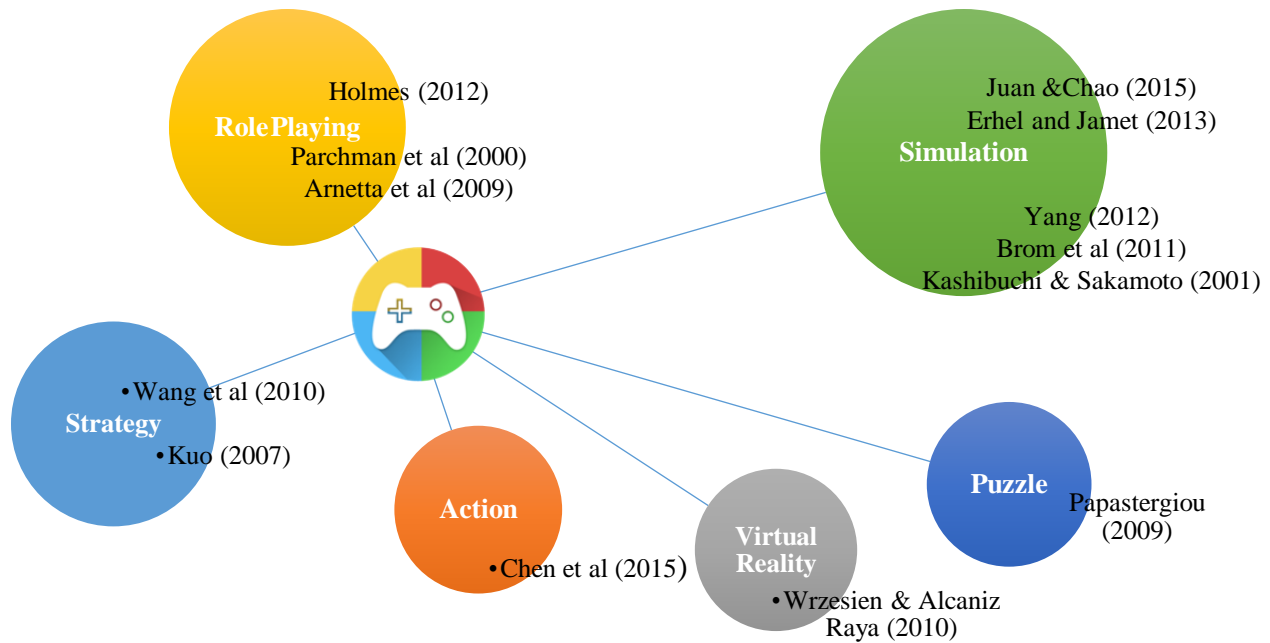 Holmes (2012)
Role Playing
Parchman et al (2000)
Arnetta et al (2009)
Juan &Chao (2015)
Erhel and Jamet (2013)
Simulation
Yang (2012)
Brom et al (2011)
Kashibuchi & Sakamoto (2001)
•Wang et al (2010)
Strategy
•Kuo (2007)
Action
•Chen et al (2015)
Virtual
Reality
•Wrzesien & Alcaniz
Raya (2010)
Puzzle
Papastergiou
(2009)